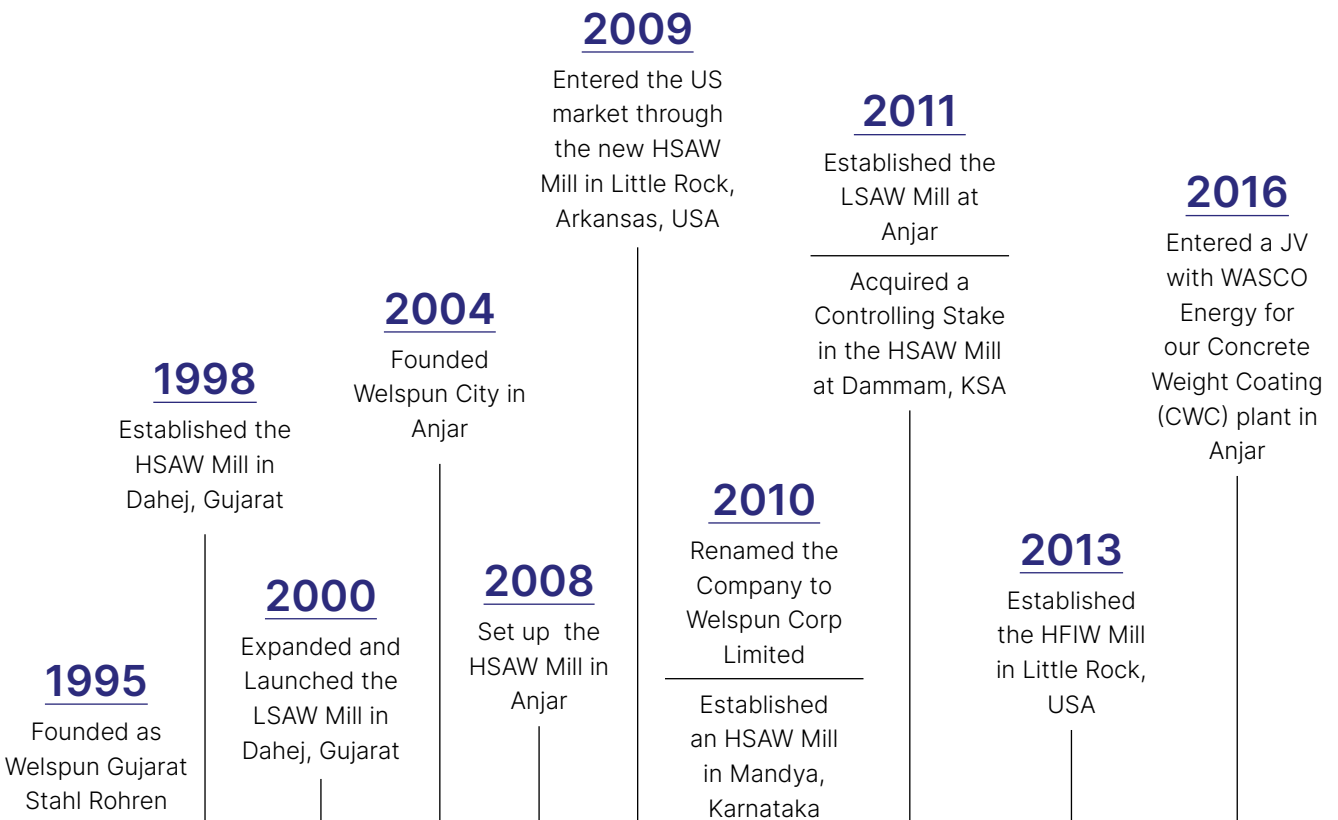 1995
Founded as
Welspun Gujarat
Stahl Rohren
1998
Established the
HSAW Mill in
Dahej, Gujarat
2000
Expanded and
Launched the
LSAW Mill in
Dahej, Gujarat
2004
Founded
Welspun City in
Anjar
2008
Set up the
HSAW Mill in
Anjar
2009
Entered the US
market through
the new HSAW
Mill in Little Rock,
Arkansas, USA
2010
Renamed the
Company to
Welspun Corp
Limited
Established
an HSAW Mill
in Mandya,
Karnataka
2011
Established the
LSAW Mill at
Anjar
Acquired a
Controlling Stake
in the HSAW Mill
at Dammam, KSA
2013
Established
the HFIW Mill
in Little Rock,
USA
2016
Entered a JV
with WASCO
Energy for
our Concrete
Weight Coating
(CWC) plant in
Anjar